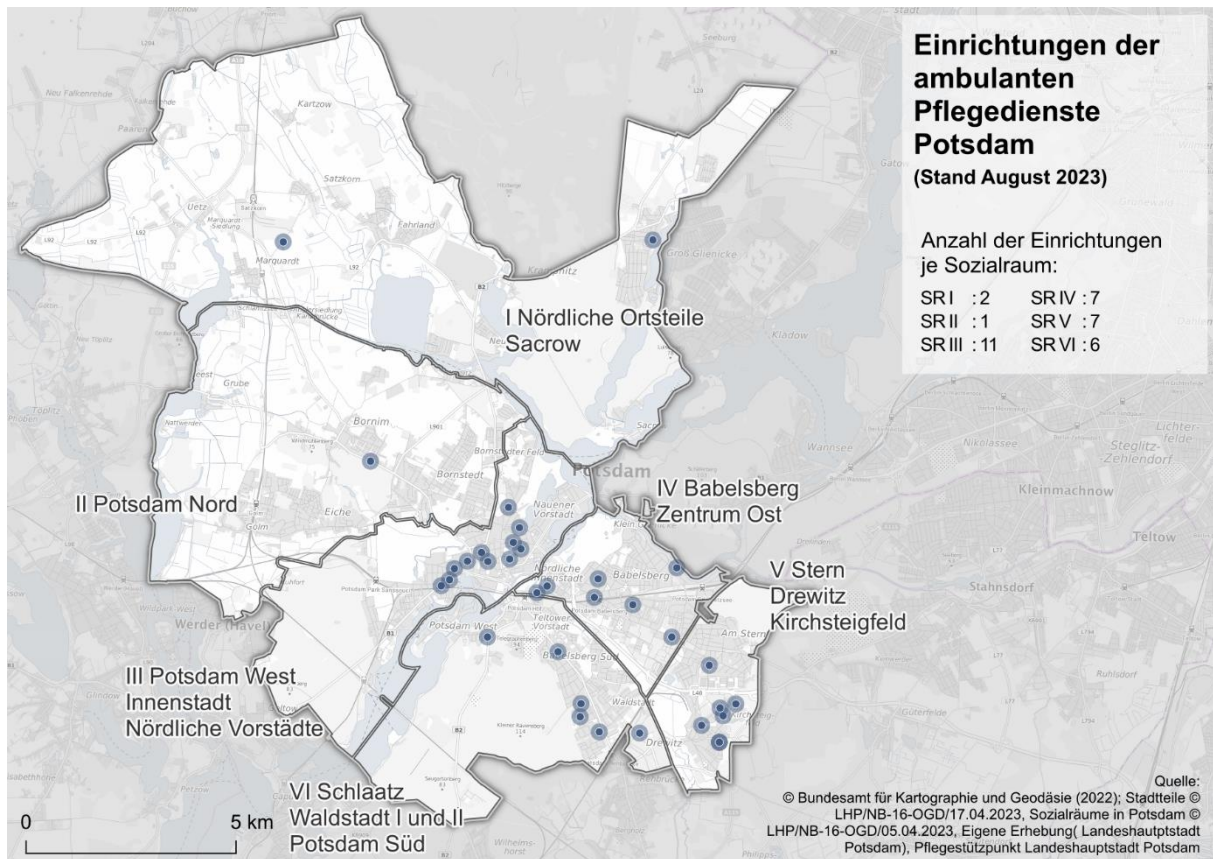 Einrichtungen der
ambulanten
Pflegedienste
Potsdam
(Stand August 2023)
Anzahl der Einrichtungen
je Sozialraum:
SR I : 2 SR IV : 7
SR II : 1 SR V : 7
SR III : 11 SR VI : 6
I Nördliche Ortsteile
Sacrow
II Potsdam Nord
IV Babelsberg
Zentrum Ost
V Stern
Drewitz
Kirchsteigfeld
III Potsdam West
Innenstadt
Nördliche Vorstädte
VI Schlaatz
Waldstadt I und II
Potsdam Süd
Kartzow
Satzkorn
Uetz
Fahrland
Marquardt
Groß Glienicke
Seeburg
Kladow
Grube
Bornim
Bornstedt
Eiche
Golm
Nauener
Vorstadt
Potsdam
Wannsee
Nikolassee
Steglitz-
Zehlendorf
Kleinmachnow
Teltow
Stahnsdorf
Babelsberg
Nördliche
Innenstadt
Potsdam West
Teltower
Vorstadt
Babelsberg Süd
Am Stern
Waldstadt
Drewitz
Werder (Havel)
Ruhlsdorf
Güterfelde
0 5 km
Quelle:
© Bundesamt für Kartographie und Geodäsie (2022); Stadtteile ©
LHP/NB-16-OGD/17.04.2023, Sozialräume in Potsdam ©
LHP/NB-16-OGD/05.04.2023, Eigene Erhebung( Landeshauptstadt
Potsdam), Pflegestützpunkt Landeshauptstadt Potsdam